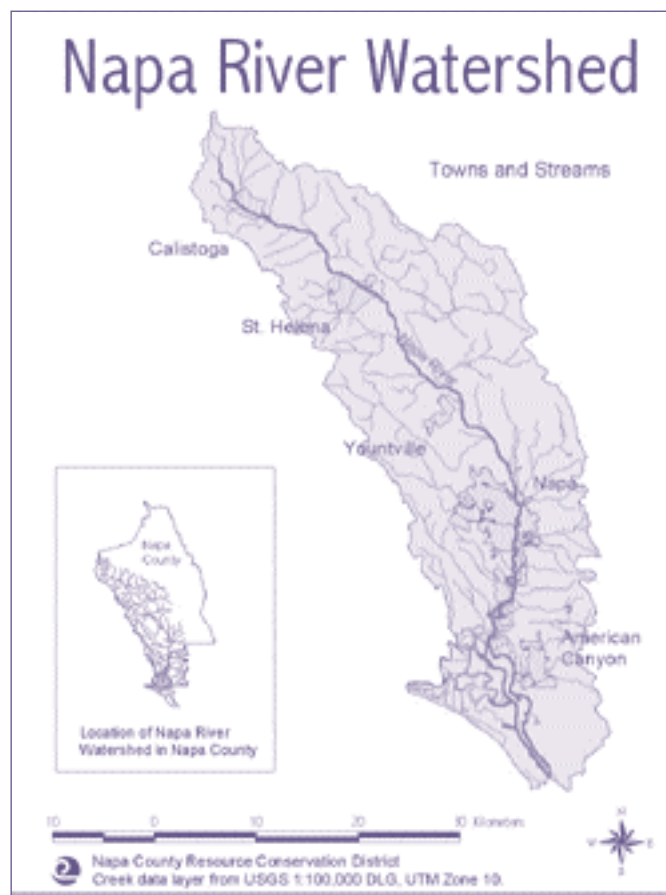 Napa River Watershed
Towns and Streams
Calistoga
St. Helena
Napa River
Yountville
Napa
American
Canyon
Napa
County
Location of Napa River
Watershed in Napa County
10 0 10 20 30 Kilometers
N
W E
S
Napa County Resource Conservation District
Creek data layer from USGS 1:100,000 DLG, UTM Zone 10.